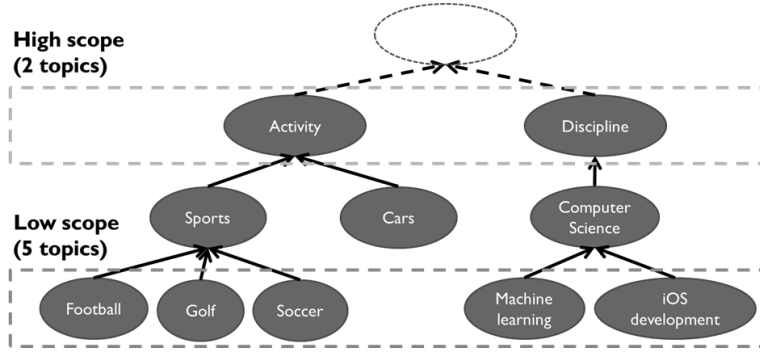 High scope
(2 topics)
Activity
Discipline
Sports
Cars
Computer
Science
Low scope
(5 topics)
Football
Golf
Soccer
Machine
learning
iOS
development